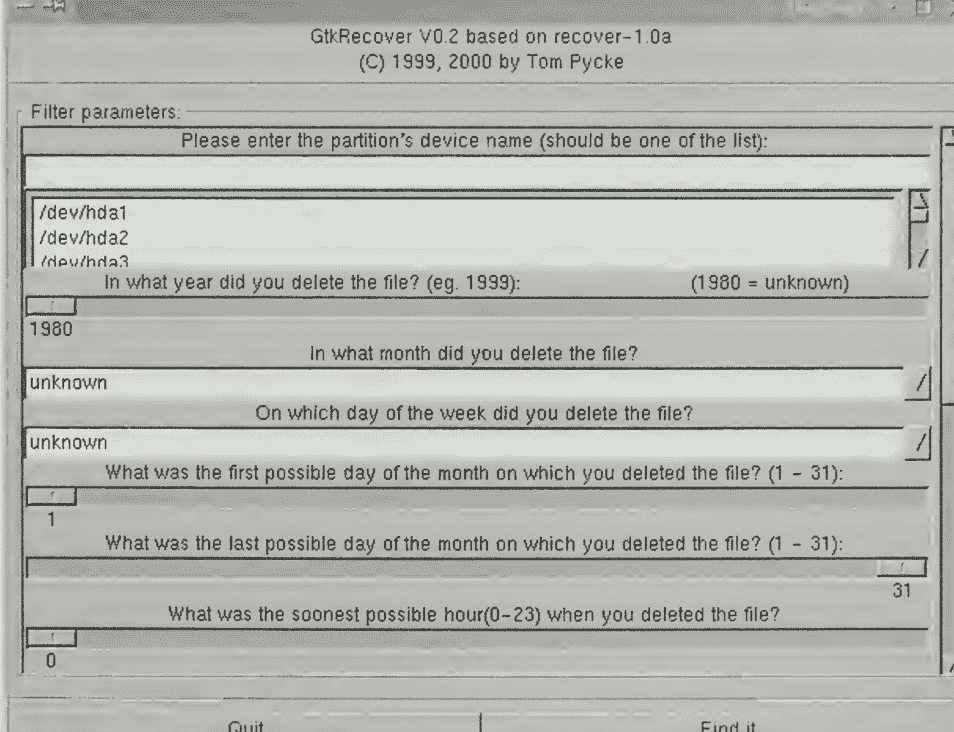 GtkRecover V0.2 based on recover-1.0a
(C) 1999, 2000 by Tom Pycke
Filter parameters:
Please enter the partition's device name (should be one of the list):
/dev/hda1
/dev/hda2
/dev/hda3
In what year did you delete the file? (eg. 1999): (1980 = unknown)
1980
In what month did you delete the file?
unknown
On which day of the week did you delete the file?
unknown
What was the first possible day of the month on which you deleted the file? (1 - 31):
1
What was the last possible day of the month on which you deleted the file? (1 - 31):
31
What was the soonest possible hour(0-23) when you deleted the file?
0
Quit Find it